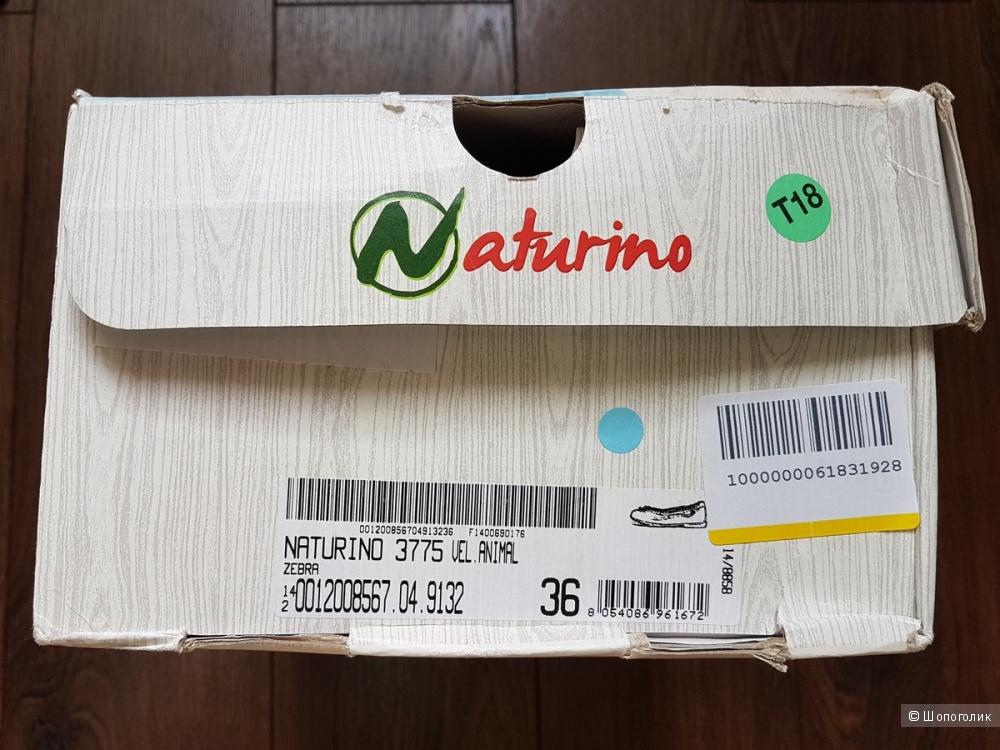 Naturino
T18
1000000061831928
001200856704913236 F1400690176
NATURINO 3775 VEL.ANIMAL
ZEBRA
14
2
0012008567.04.9132
36
8 054086 961672
14/8858
© Шопоголик